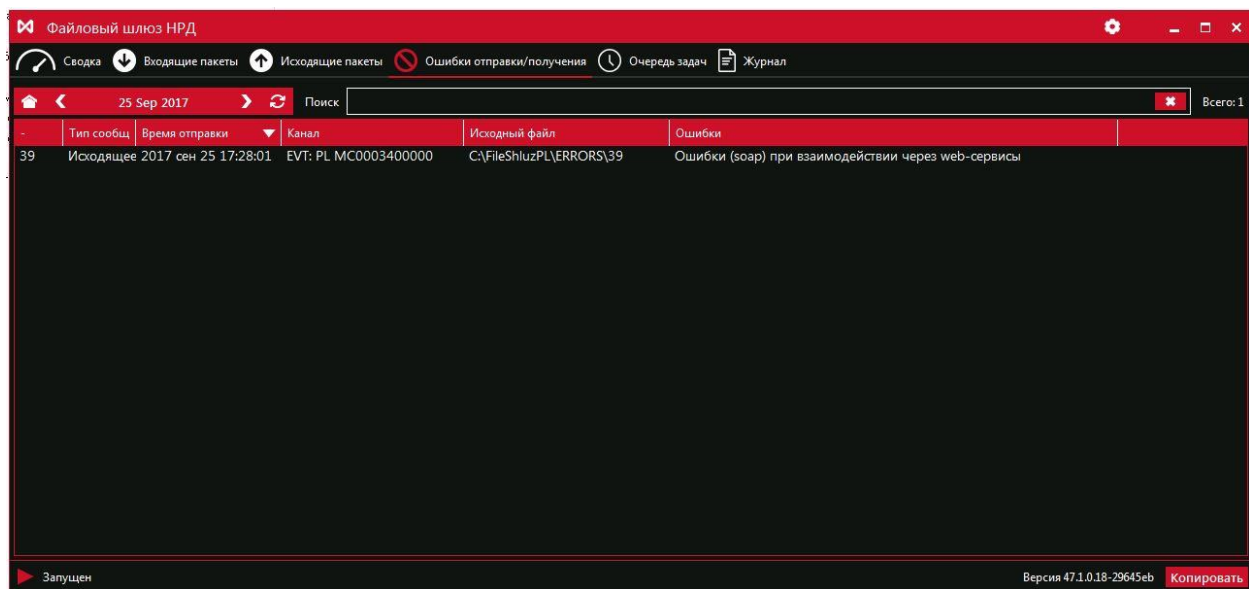 Файловый шлюз НРД
Сводка Входящие пакеты Исходящие пакеты Ошибки отправки/получения Очередь задач Журнал
25 Sep 2017 Поиск Всего: 1
- Тип сообщ Время отправки Канал Исходный файл Ошибки
39 Исходящее 2017 сен 25 17:28:01 EVT: PL MC0003400000 C:\FileShluzPL\ERRORS\39 Ошибки (soap) при взаимодействии через web-сервисы
Запущен Версия 47.1.0.18-29645eb Копировать